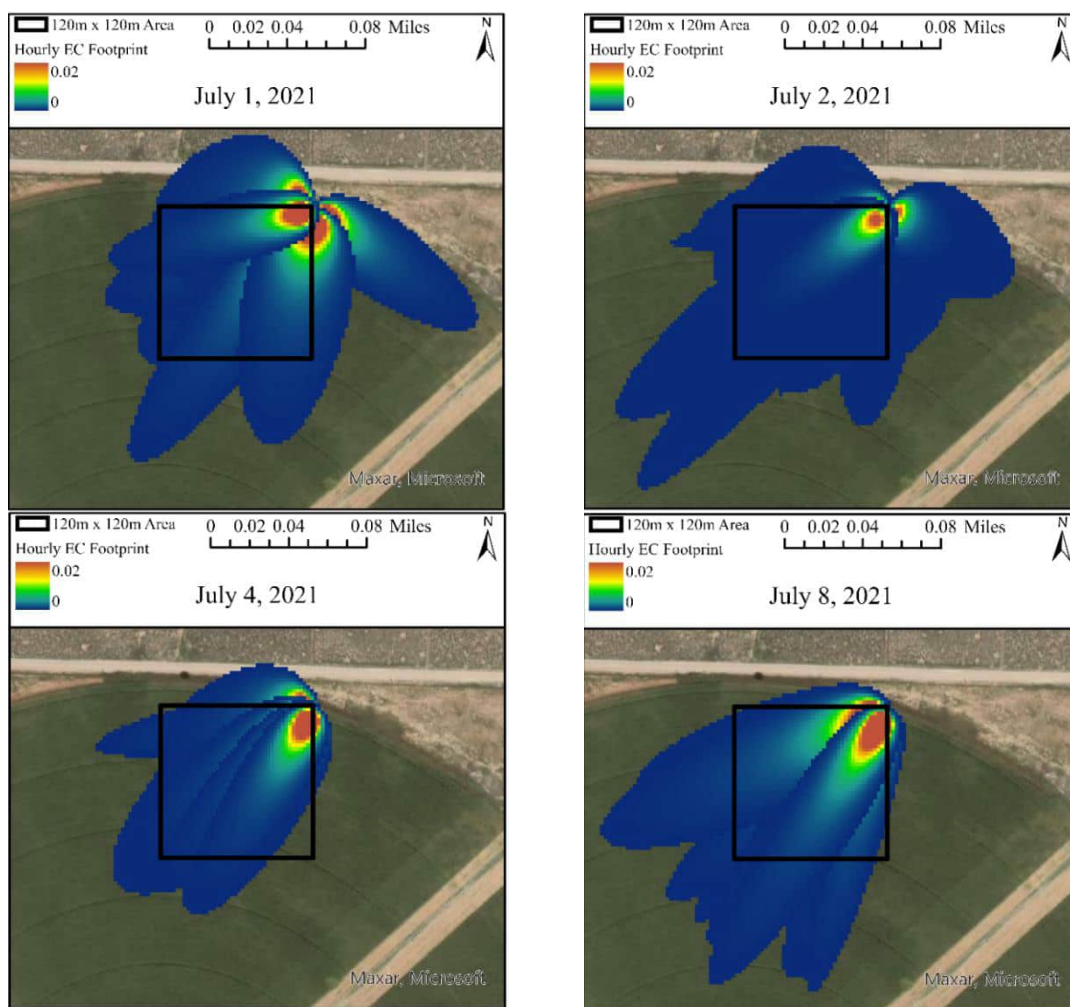 120m x 120m Area
0 0.02 0.04 0.08 Miles
N
Hourly EC Footprint
0.02
0
July 1, 2021
Maxar, Microsoft
120m x 120m Area
0 0.02 0.04 0.08 Miles
N
Hourly EC Footprint
0.02
0
July 2, 2021
Maxar, Microsoft
120m x 120m Area
0 0.02 0.04 0.08 Miles
N
Hourly EC Footprint
0.02
0
July 4, 2021
Maxar, Microsoft
120m x 120m Area
0 0.02 0.04 0.08 Miles
N
Hourly EC Footprint
0.02
0
July 8, 2021
Maxar, Microsoft